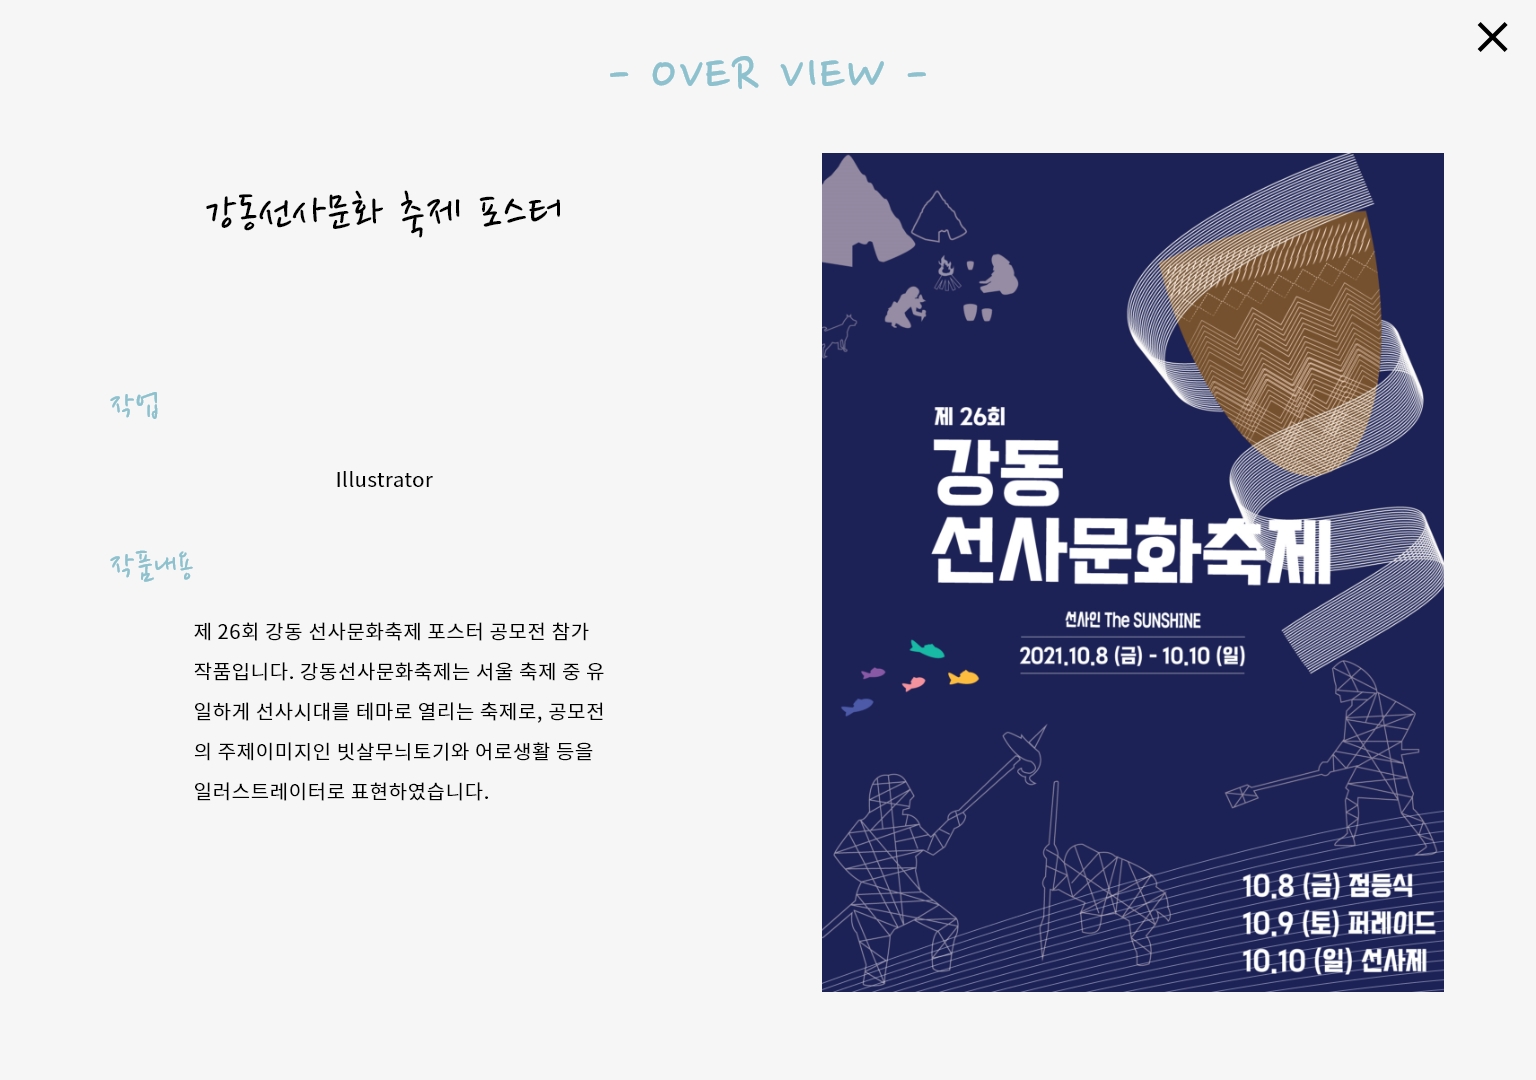 - OVER VIEW -
강동선사문화 축제 포스터
작업
Illustrator
작품내용
제 26회 강동 선사문화축제 포스터 공모전 참가
작품입니다. 강동선사문화축제는 서울 축제 중 유
일하게 선사시대를 테마로 열리는 축제로, 공모전
의 주제이미지인 빗살무늬토기와 어로생활 등을
일러스트레이터로 표현하였습니다.
제 26회
강동
선사문화축제
선사인 The SUNSHINE
2021.10.8 (금) - 10.10 (일)
10.8 (금) 점등식
10.9 (토) 퍼레이드
10.10 (일) 선사제